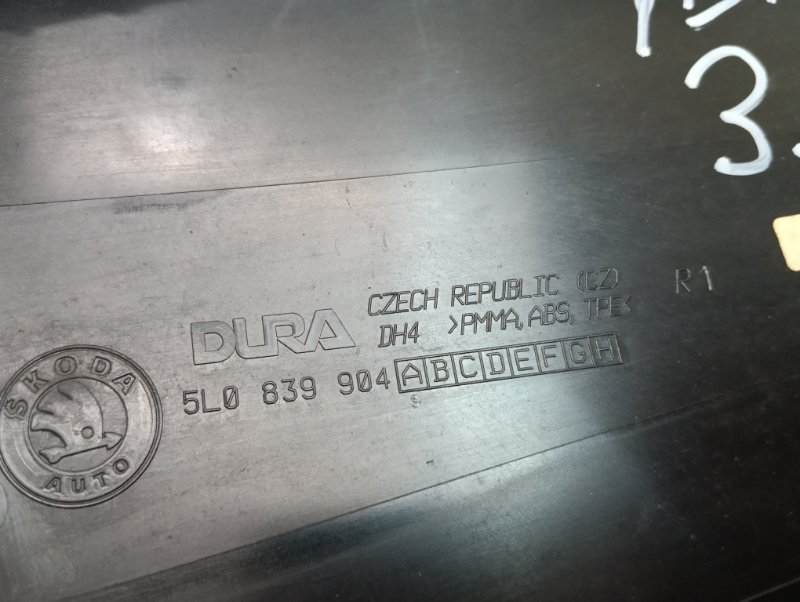 3
DURA
CZECH REPUBLIC (CZ)
DH4 >PMMA, ABS, TPE<
R1
5L0 839 904 A B C D E F G H
ŠKODA
AUTO